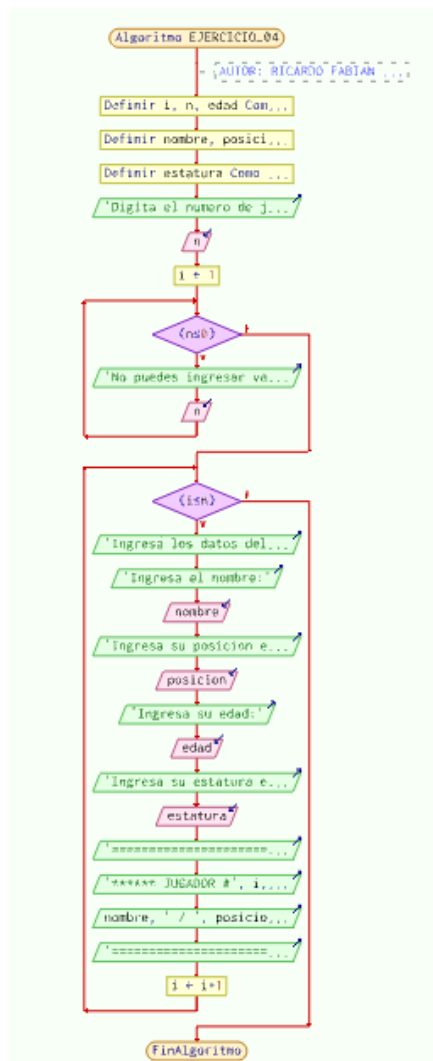 Algoritmo EJERCICIO_04
AUTOR: RICARDO FABIAN ...
Definir i, n, edad Com...
Definir nombre, posici...
Definir estatura Como ...
'Digita el numero de j...
n
i ← 1
(n≤0)
F
V
'No puedes ingresar va...
n
(i≤n)
F
V
'Ingresa los datos del...
'Ingresa el nombre:'
nombre
'Ingresa su posicion e...
posicion
'Ingresa su edad:'
edad
'Ingresa su estatura e...
estatura
'=====================...
'****** JUGADOR #', i,...
nombre, ' / ', posicio...
'=====================...
i ← i+1
FinAlgoritmo